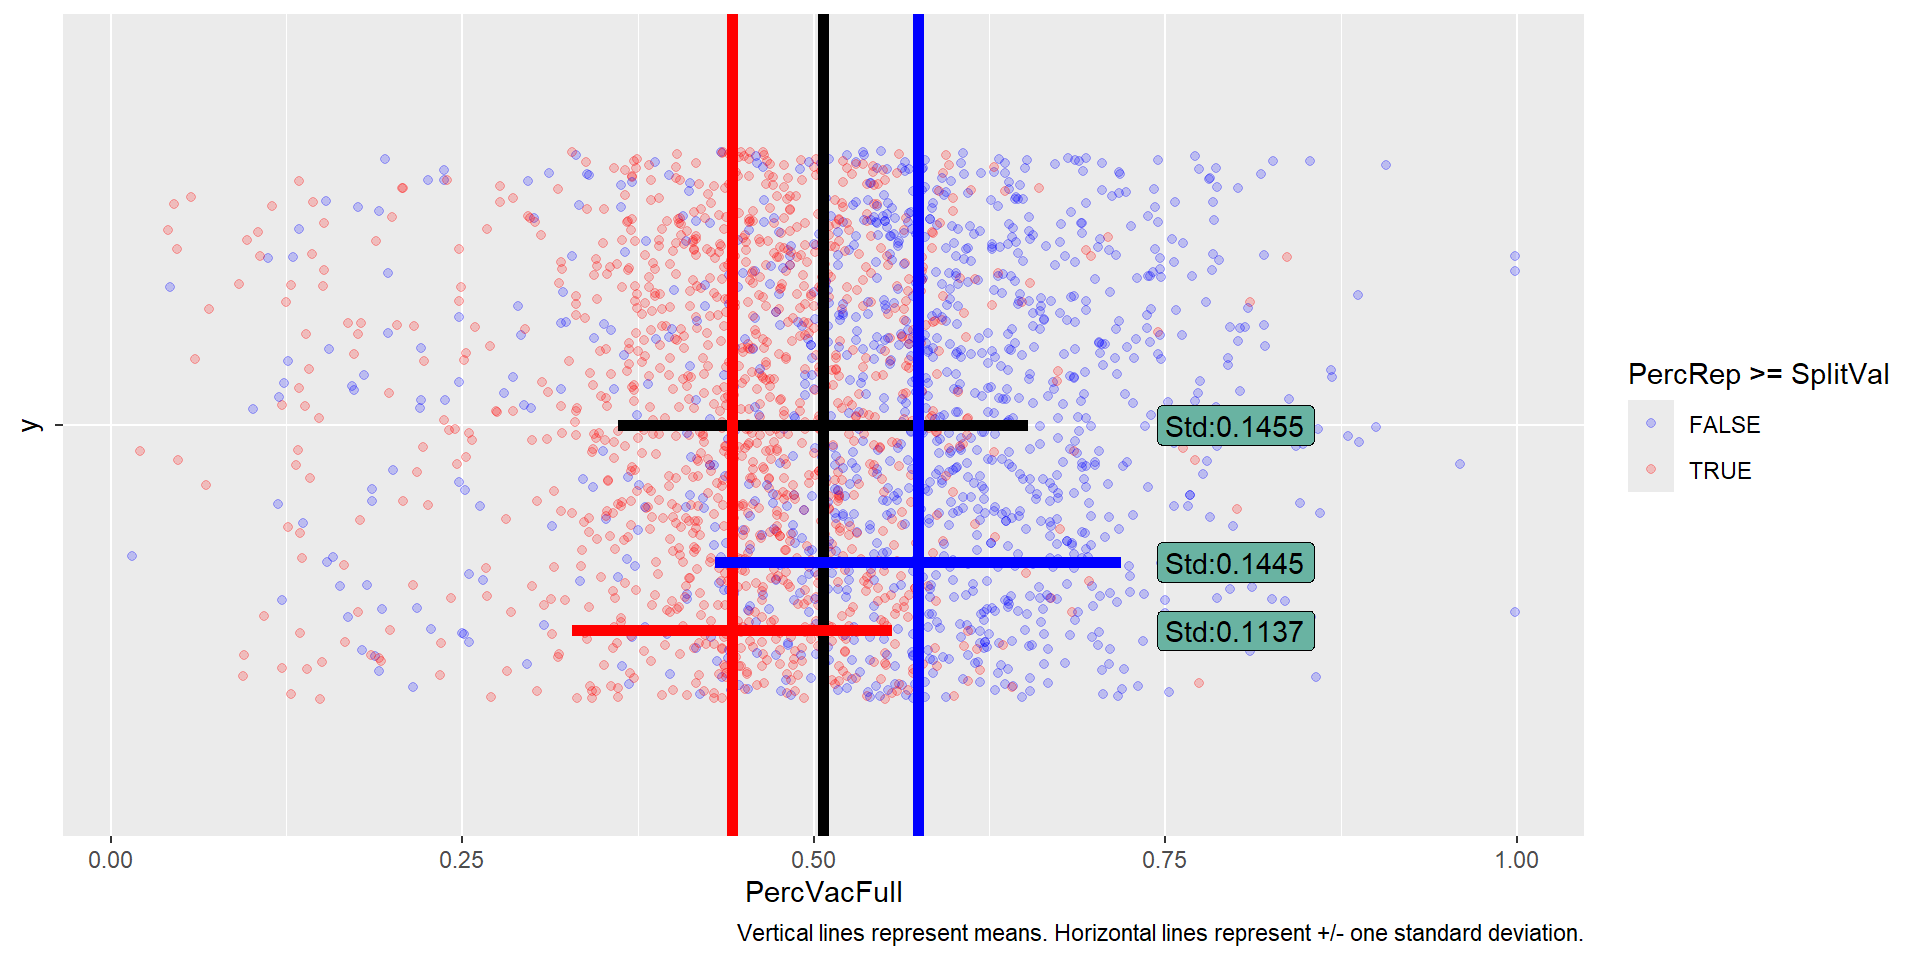 PercRep >= SplitVal
FALSE
TRUE
y
Std:0.1455
Std:0.1445
Std:0.1137
0.00 0.25 0.50 0.75 1.00
PercVacFull
Vertical lines represent means. Horizontal lines represent +/- one standard deviation.